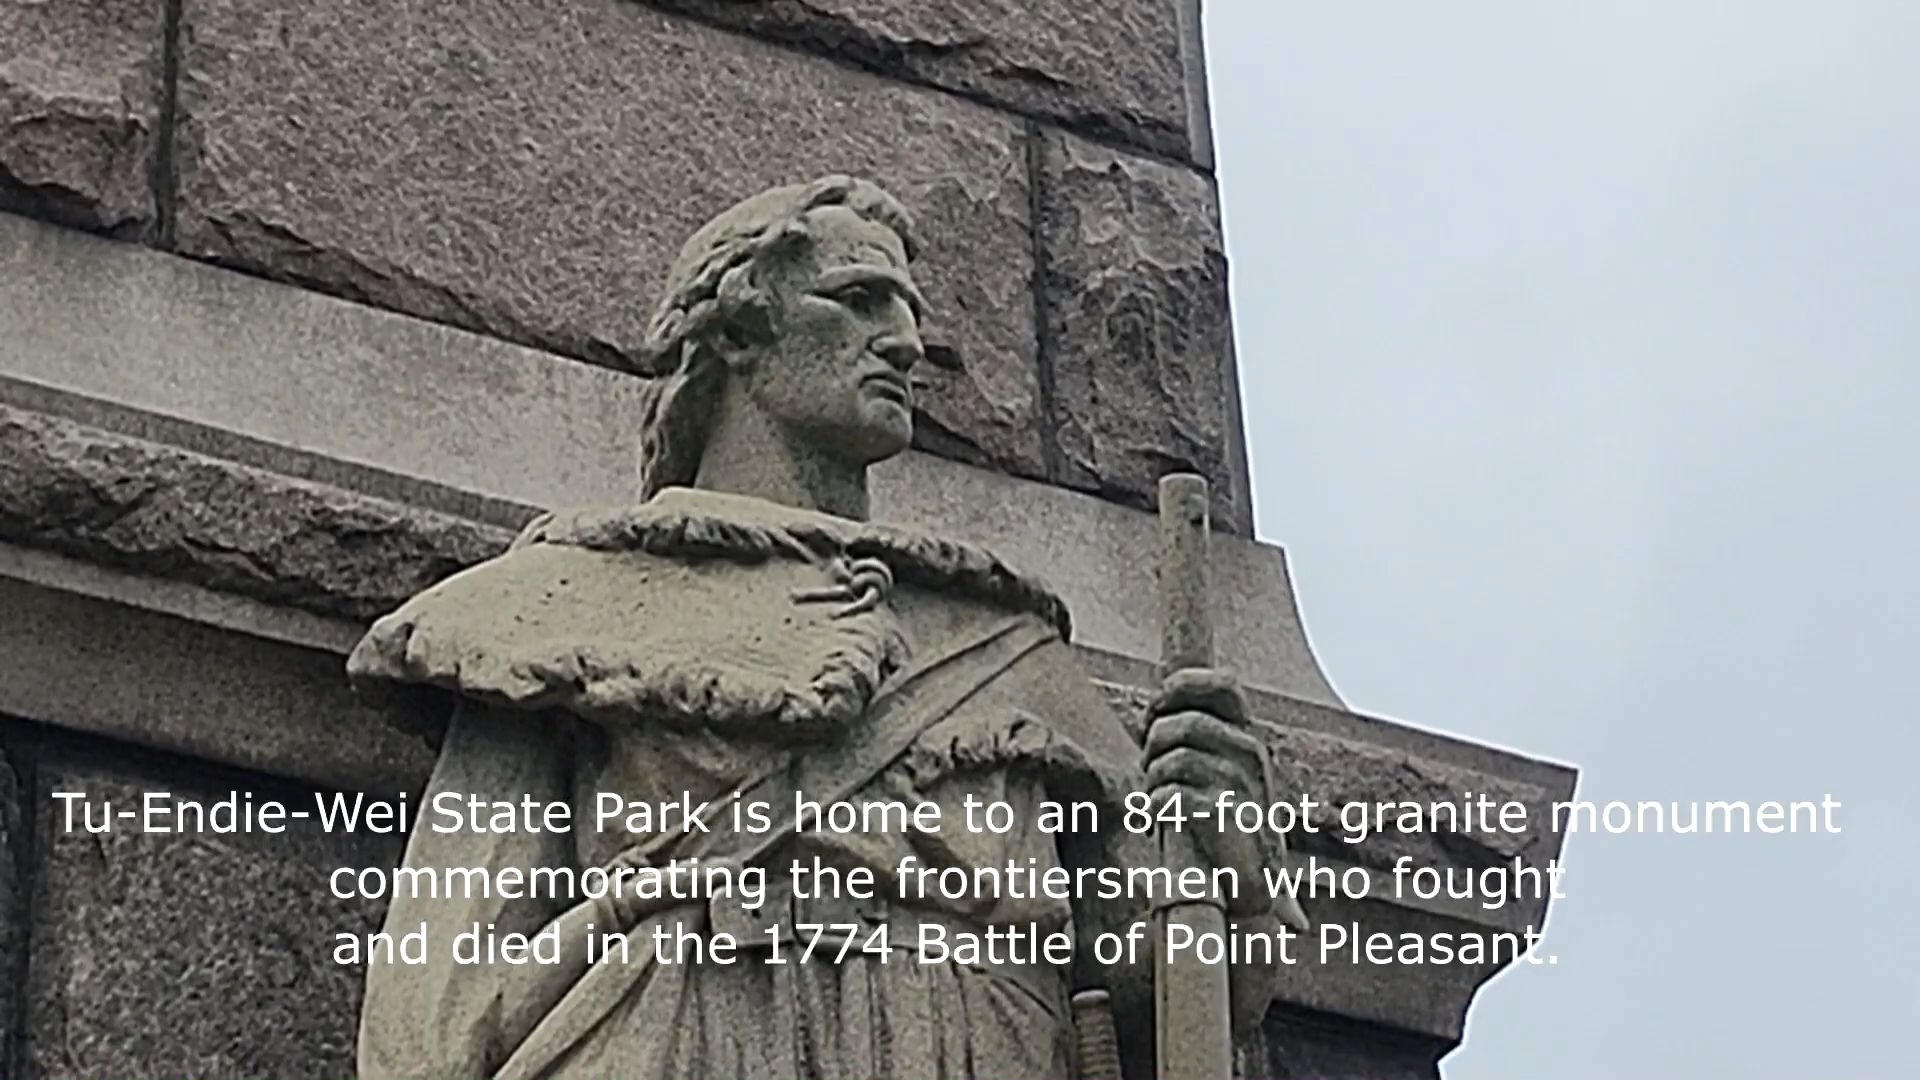 Tu-Endie-Wei State Park is home to an 84-foot granite monument
commemorating the frontiersmen who fought
and died in the 1774 Battle of Point Pleasant.